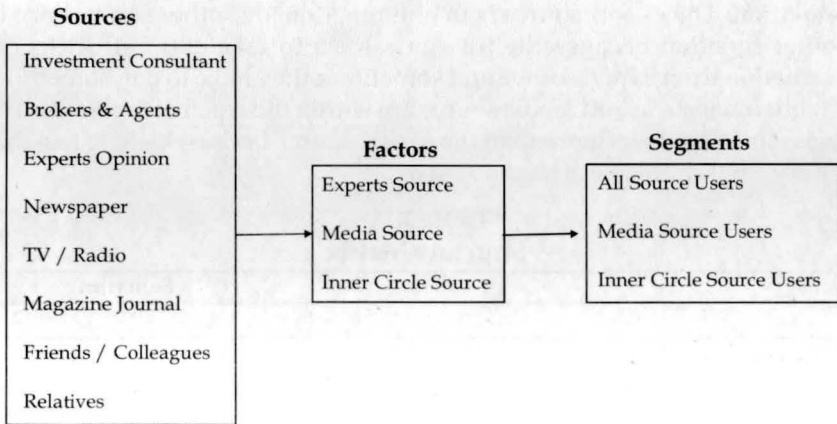 Sources
Investment Consultant
Brokers & Agents
Experts Opinion
Newspaper
TV / Radio
Magazine Journal
Friends / Colleagues
Relatives
Factors
Experts Source
Media Source
Inner Circle Source
Segments
All Source Users
Media Source Users
Inner Circle Source Users